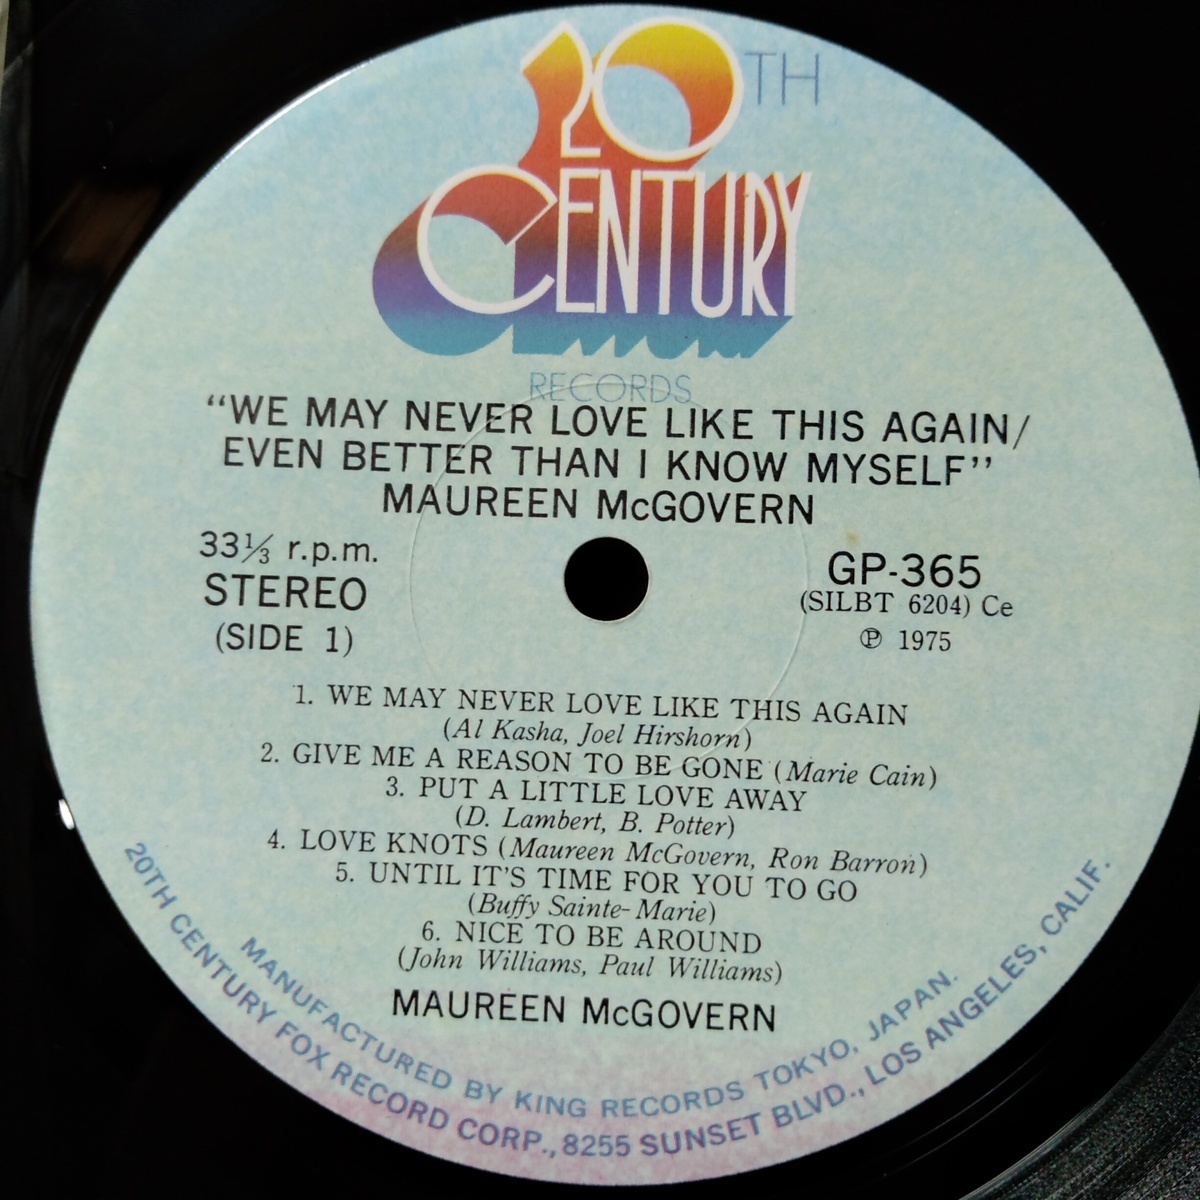 20TH
CENTURY
RECORDS
“WE MAY NEVER LOVE LIKE THIS AGAIN/
EVEN BETTER THAN I KNOW MYSELF”
MAUREEN McGOVERN
33⅓ r.p.m.
STEREO
(SIDE 1)
GP-365
(SILBT 6204) Ce
℗ 1975
1. WE MAY NEVER LOVE LIKE THIS AGAIN
(Al Kasha, Joel Hirshorn)
2. GIVE ME A REASON TO BE GONE (Marie Cain)
3. PUT A LITTLE LOVE AWAY
(D. Lambert, B. Potter)
4. LOVE KNOTS (Maureen McGovern, Ron Barron)
5. UNTIL IT'S TIME FOR YOU TO GO
(Buffy Sainte-Marie)
6. NICE TO BE AROUND
(John Williams, Paul Williams)
MAUREEN McGOVERN
MANUFACTURED BY KING RECORDS TOKYO, JAPAN.
20TH CENTURY FOX RECORD CORP., 8255 SUNSET BLVD., LOS ANGELES, CALIF.